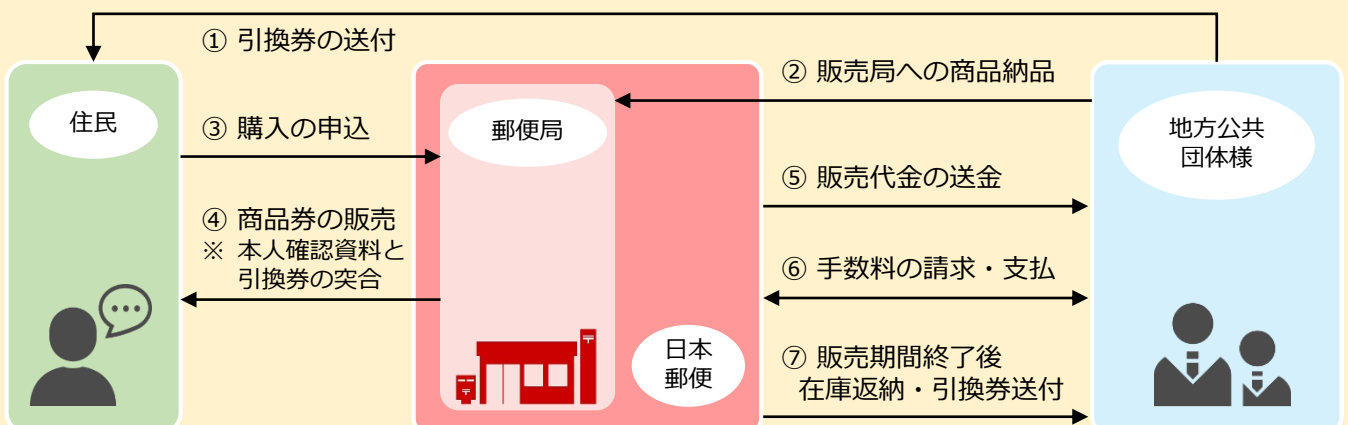 ① 引換券の送付
住民
③ 購入の申込
④ 商品券の販売
※ 本人確認資料と
引換券の突合
郵便局
日本
郵便
② 販売局への商品納品
⑤ 販売代金の送金
⑥ 手数料の請求・支払
⑦ 販売期間終了後
在庫返納・引換券送付
地方公共
団体様